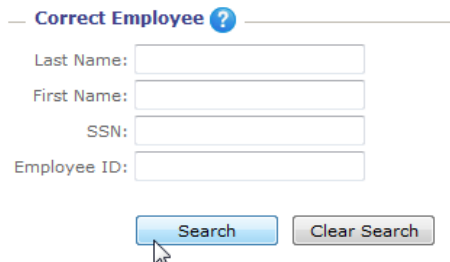 Correct Employee ?
Last Name:
First Name:
SSN:
Employee ID:
Search Clear Search